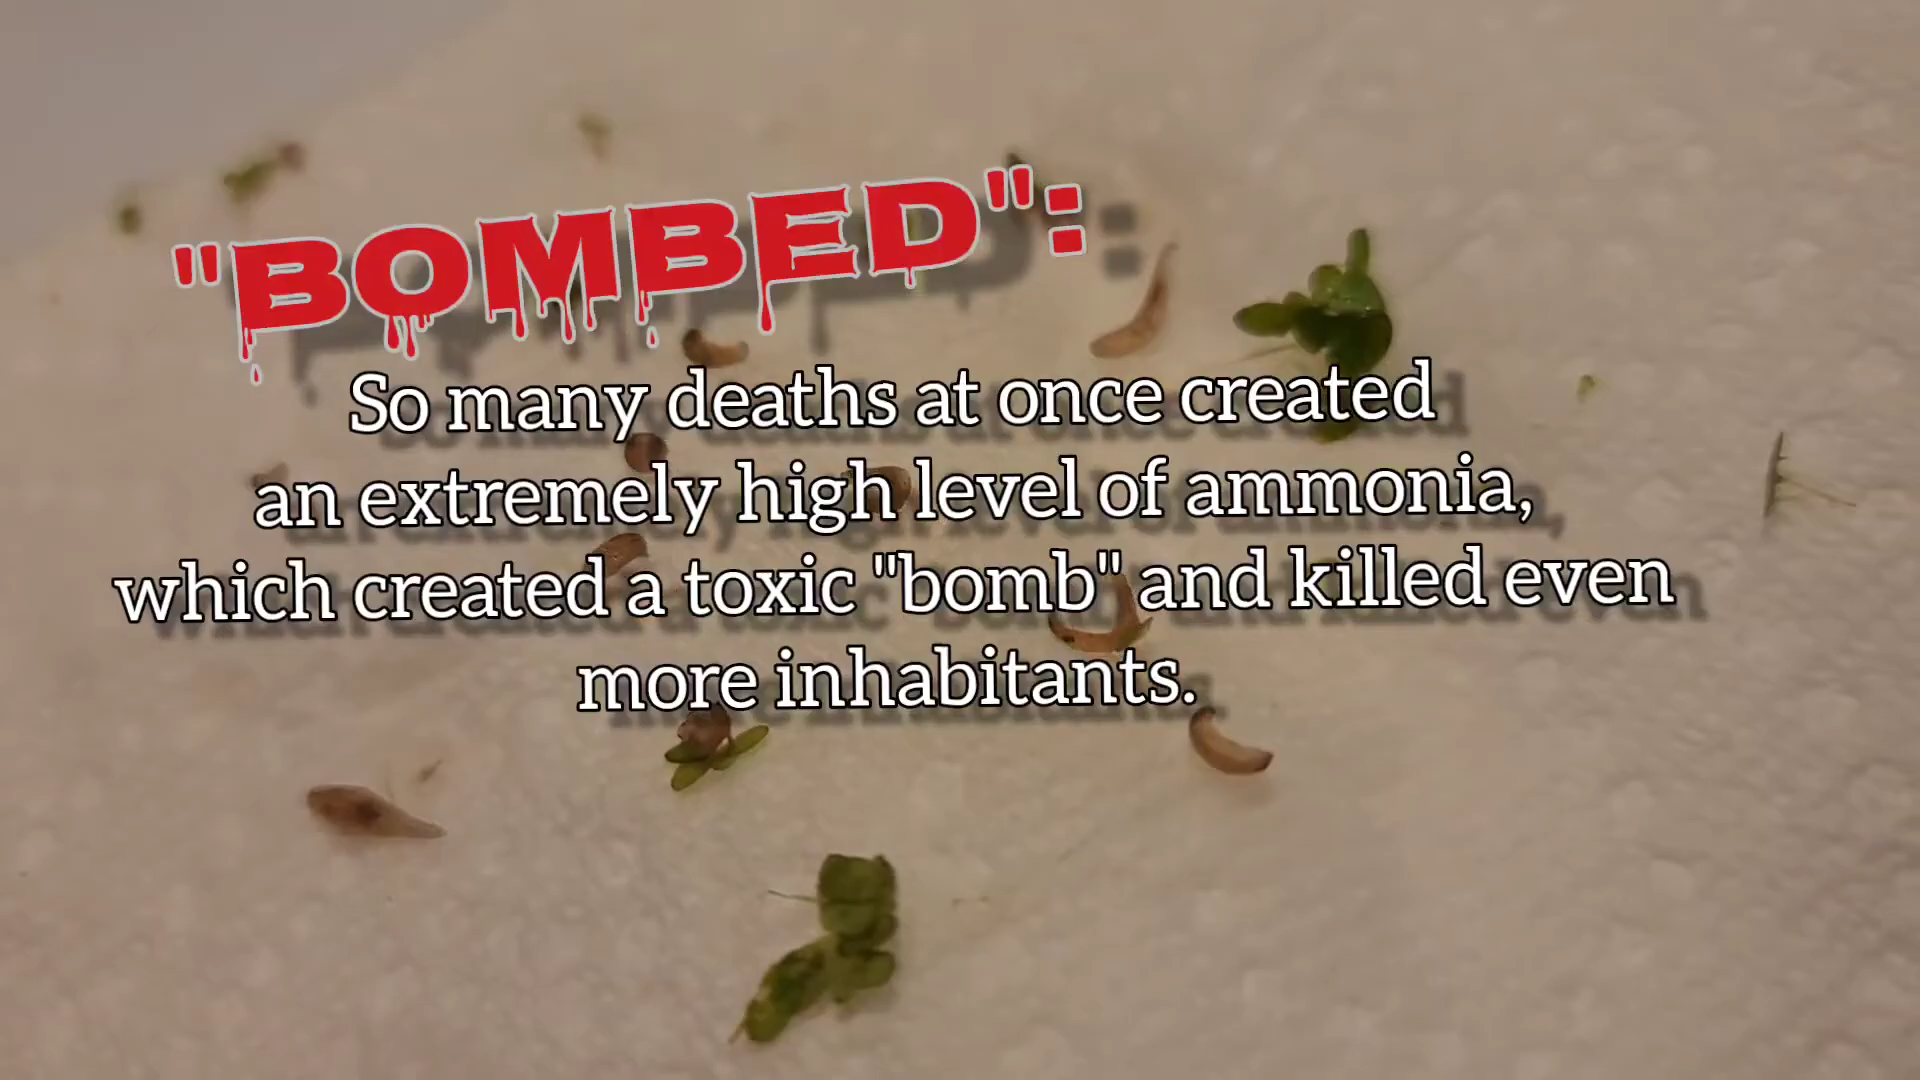 "BOMBED":
So many deaths at once created
an extremely high level of ammonia,
which created a toxic "bomb" and killed even
more inhabitants.